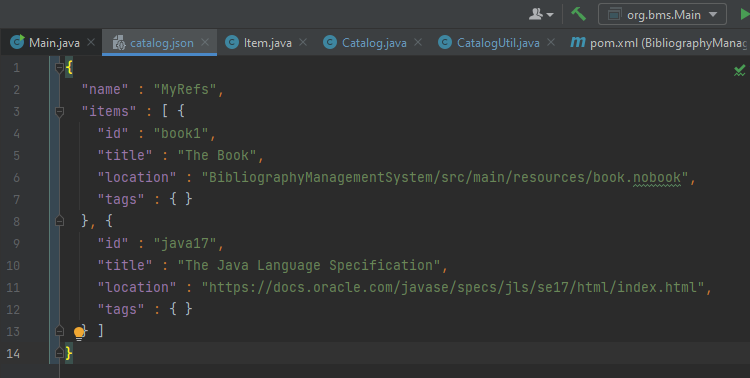 org.bms.Main
Main.java catalog.json Item.java Catalog.java CatalogUtil.java m pom.xml (BibliographyManag
1 {
2 "name" : "MyRefs",
3 "items" : [ {
4 "id" : "book1",
5 "title" : "The Book",
6 "location" : "BibliographyManagementSystem/src/main/resources/book.nobook",
7 "tags" : { }
8 }, {
9 "id" : "java17",
10 "title" : "The Java Language Specification",
11 "location" : "https://docs.oracle.com/javase/specs/jls/se17/html/index.html",
12 "tags" : { }
13 } ]
14 }